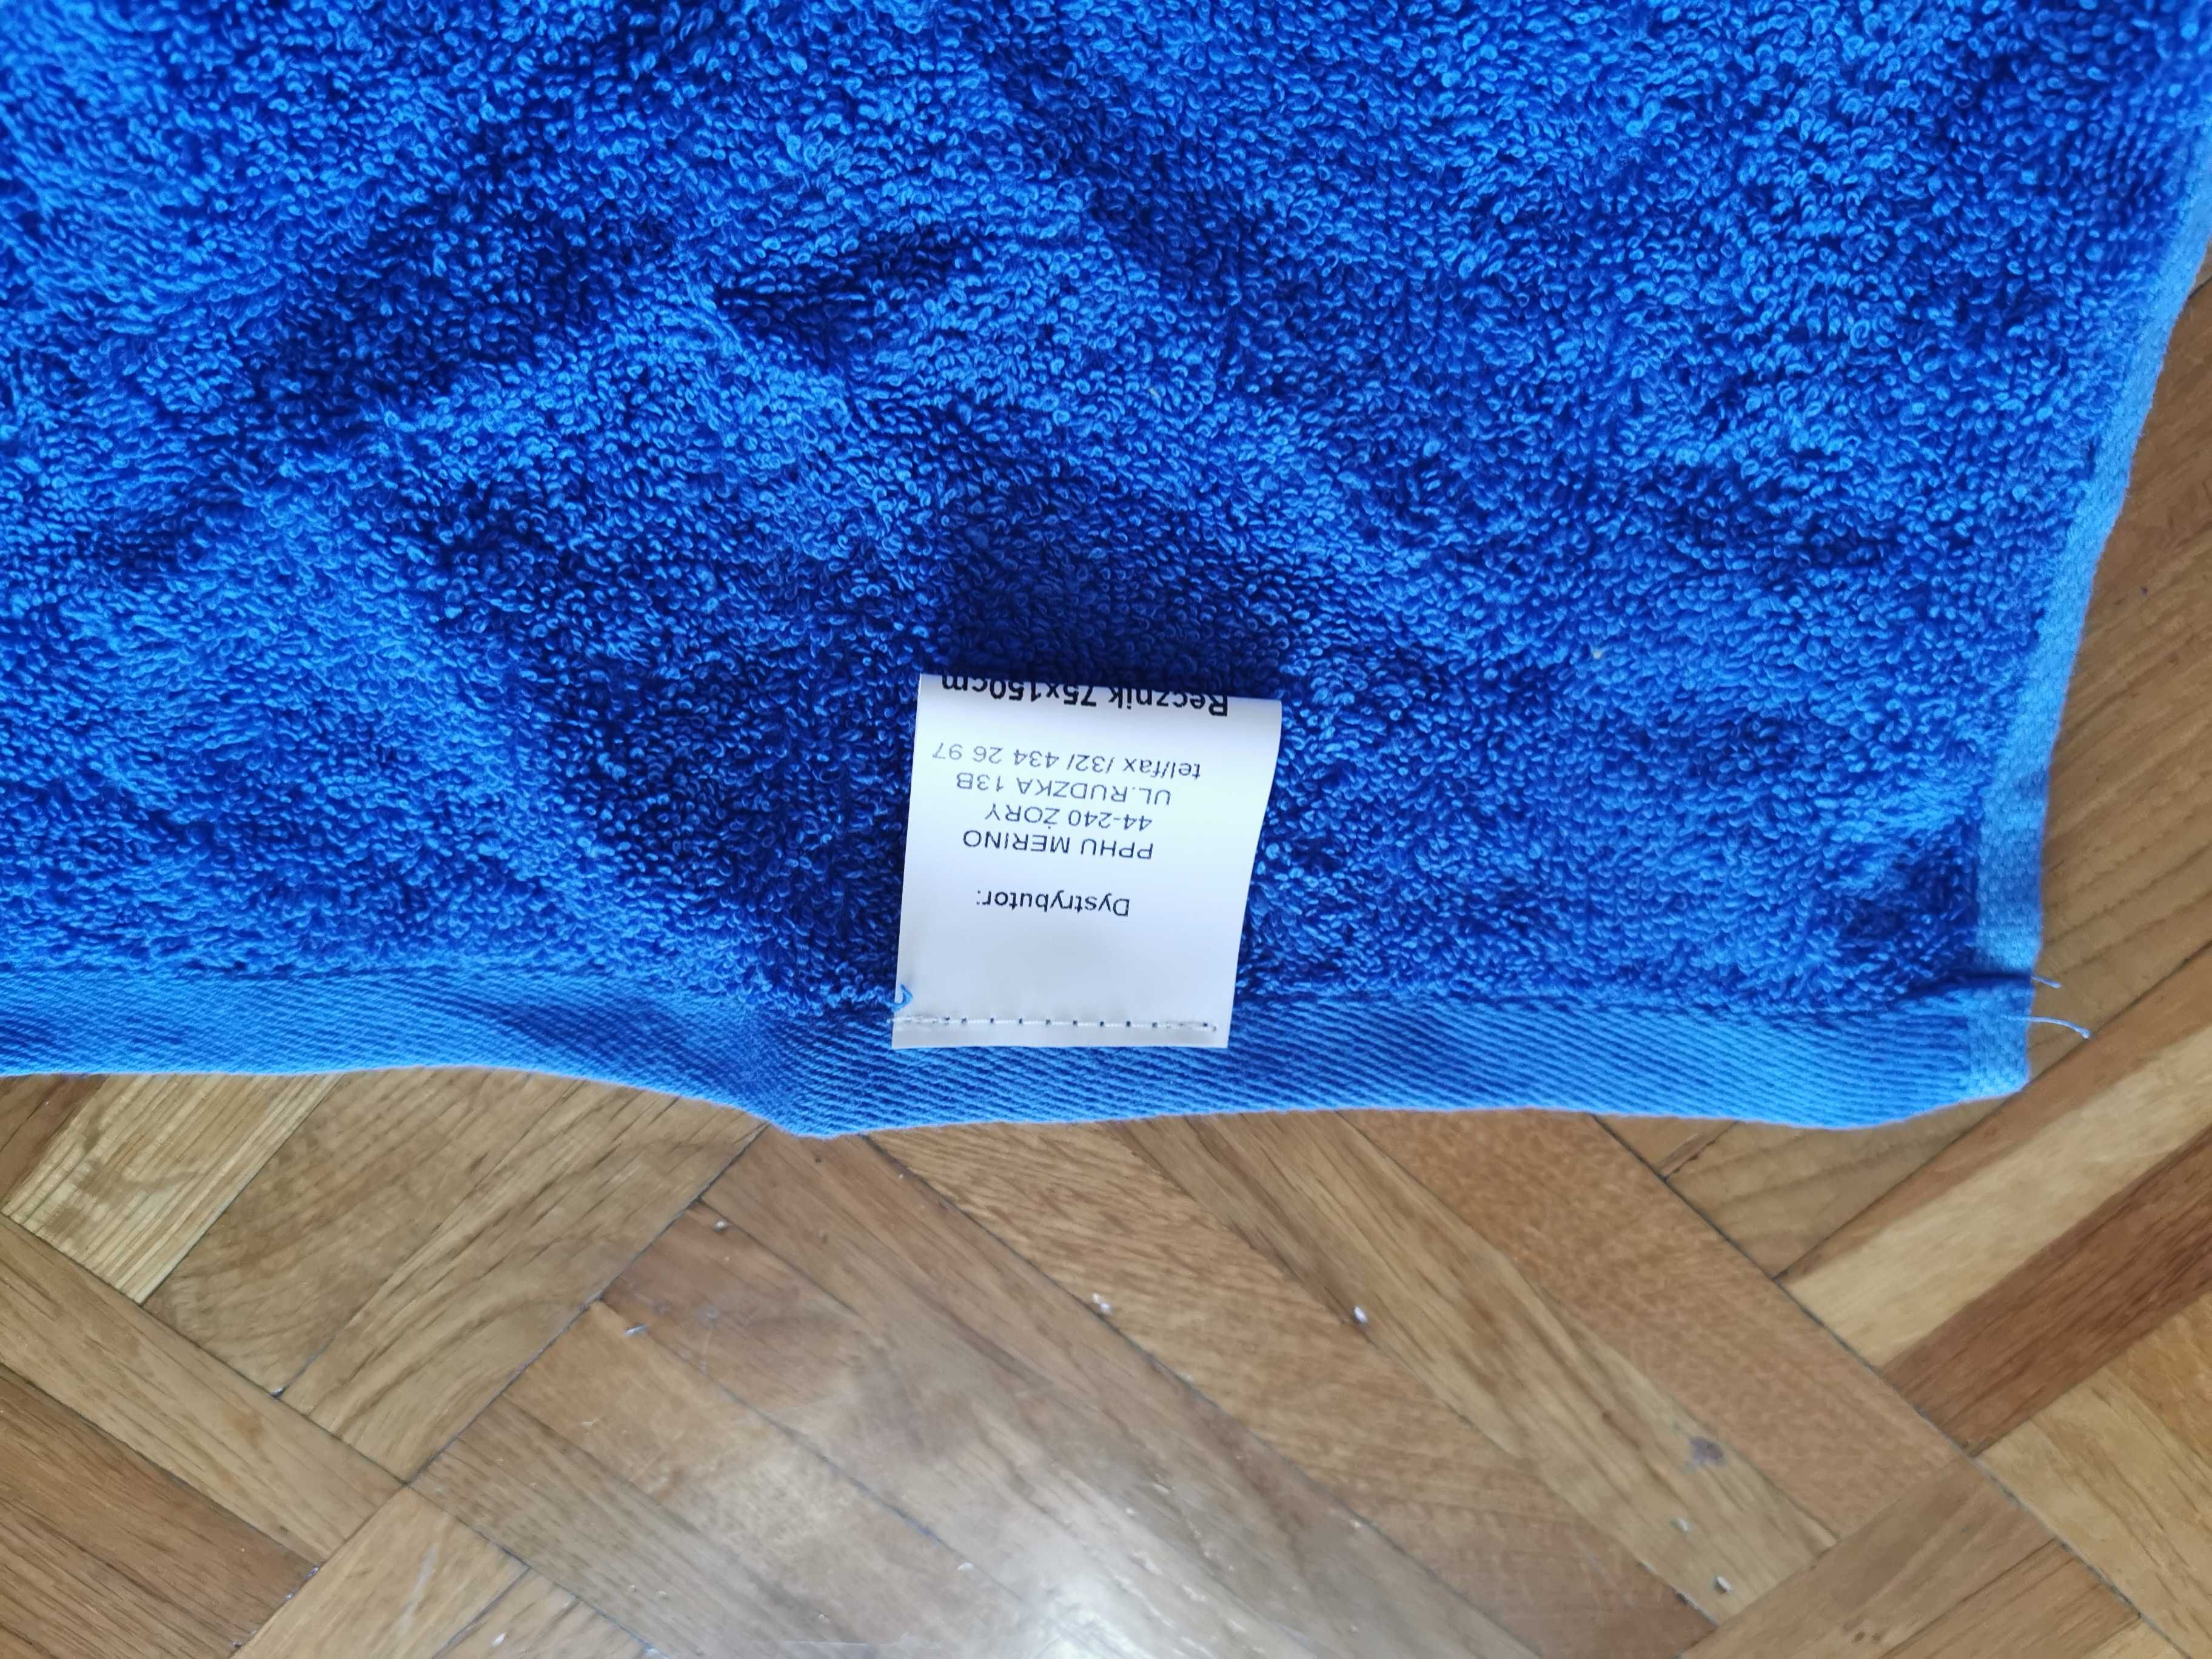 Dystrybutor:
PPHU MERINO
44-240 ŻORY
UL.RUDZKA 13B
tel/fax /32/ 434 26 97
Ręcznik 75x150cm